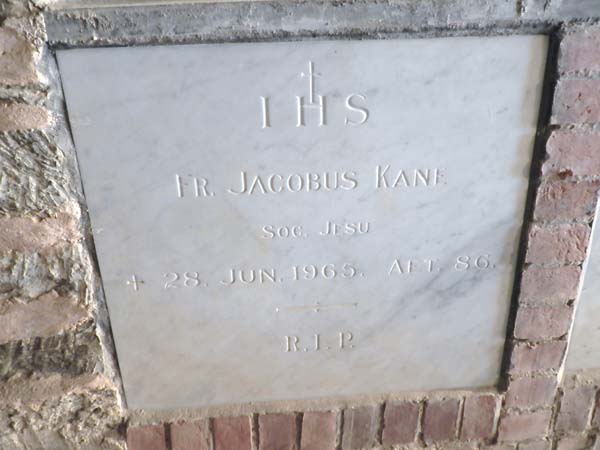 IHS
FR. JACOBUS KANE
SOC. JESU
† 28. JUN. 1965. AET. 86.
R.I.P.